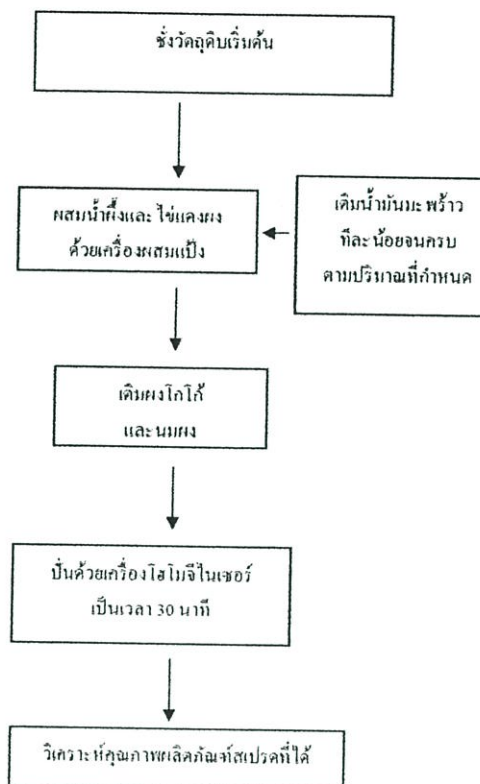 ชั่งวัตถุดิบเริ่มต้น
ผสมน้ำผึ้งและไข่แดงผง
ด้วยเครื่องผสมแป้ง
เติมน้ำมันมะพร้าว
ทีละน้อยจนครบ
ตามปริมาณที่กำหนด
เติมผงโกโก้
และนมผง
ปั่นด้วยเครื่องโฮโมจีไนเซอร์
เป็นเวลา 30 นาที
วิเคราะห์คุณภาพผลิตภัณฑ์สเปรดที่ได้